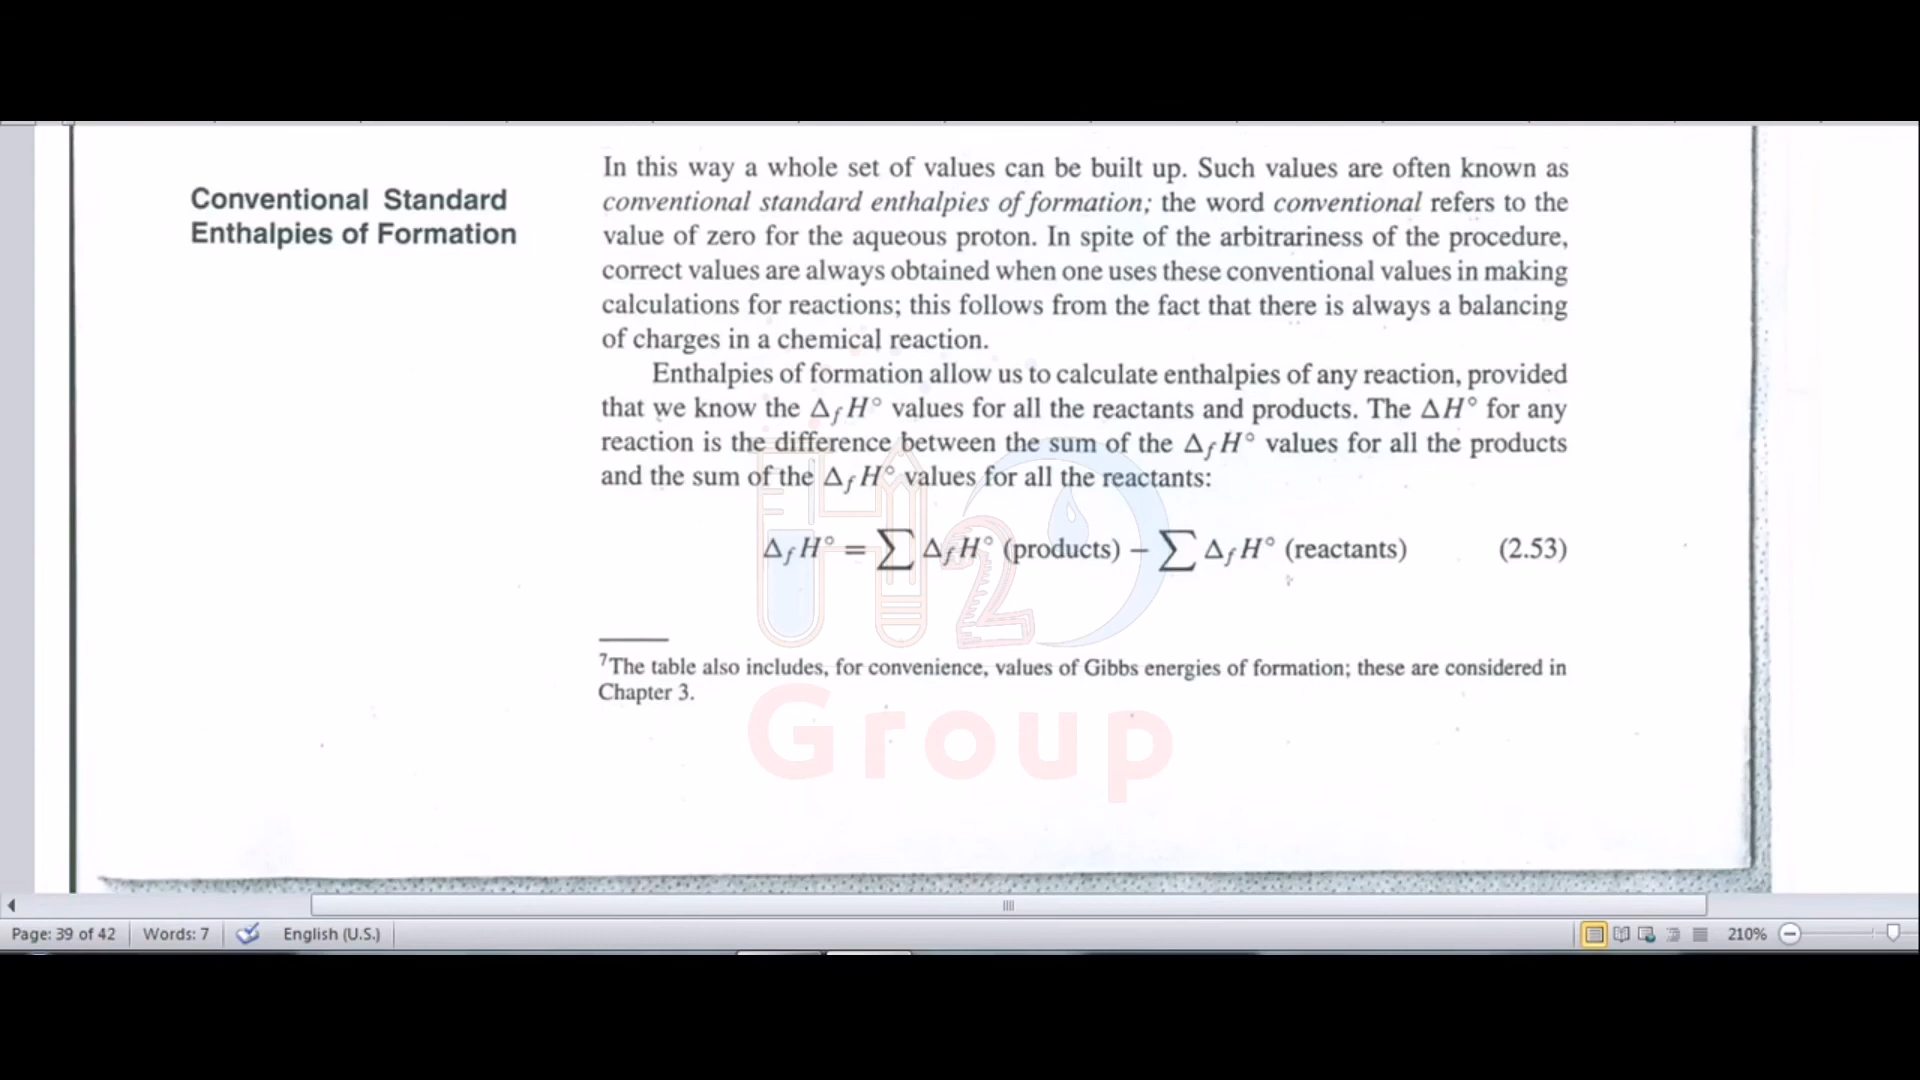 Conventional Standard
Enthalpies of Formation
In this way a whole set of values can be built up. Such values are often known as
conventional standard enthalpies of formation; the word conventional refers to the
value of zero for the aqueous proton. In spite of the arbitrariness of the procedure,
correct values are always obtained when one uses these conventional values in making
calculations for reactions; this follows from the fact that there is always a balancing
of charges in a chemical reaction.
Enthalpies of formation allow us to calculate enthalpies of any reaction, provided
that we know the Δ_f H° values for all the reactants and products. The ΔH° for any
reaction is the difference between the sum of the Δ_f H° values for all the products
and the sum of the Δ_f H° values for all the reactants:
Δ_f H° = ∑ Δ_f H° (products) – ∑ Δ_f H° (reactants) (2.53)
⁷The table also includes, for convenience, values of Gibbs energies of formation; these are considered in
Chapter 3.
H2O
Group
Page: 39 of 42 Words: 7 English (U.S.) 210%